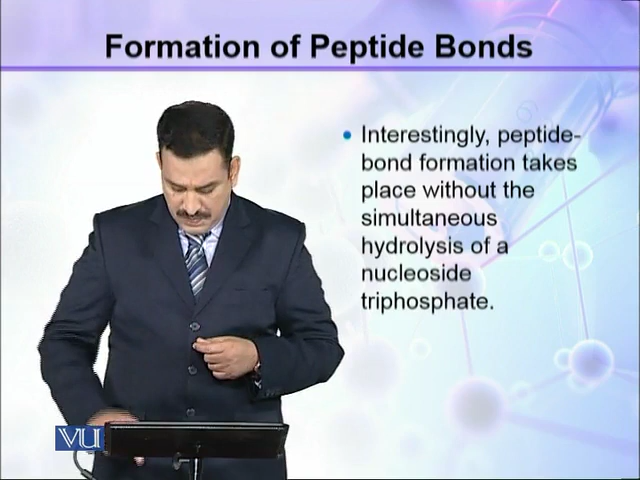 Formation of Peptide Bonds
• Interestingly, peptide-
bond formation takes
place without the
simultaneous
hydrolysis of a
nucleoside
triphosphate.
VU